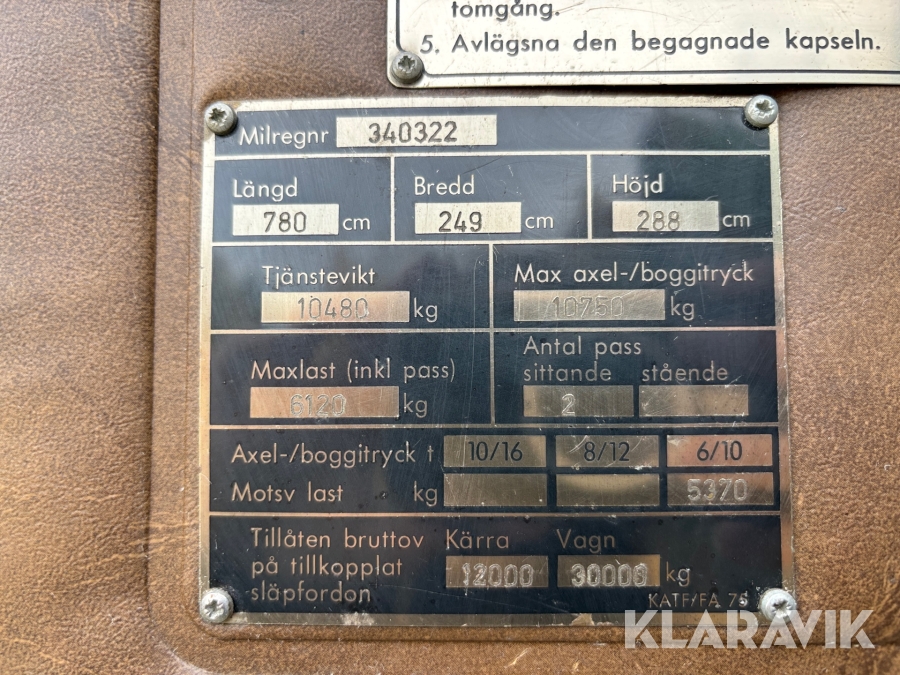 tomgång.
5. Avlägsna den begagnade kapseln.
Milregnr 340322
Längd Bredd Höjd
780 cm 249 cm 288 cm
Tjänstevikt Max axel-/boggitryck
10480 kg 10750 kg
Maxlast (inkl pass) Antal pass
sittande stående
6120 kg 2
Axel-/boggitryck t 10/16 8/12 6/10
Motsv last kg 5370
Tillåten bruttov Kärra Vagn
på tillkopplat 12000 30000 kg
släpfordon KATF/FA 75
KLARAVIK